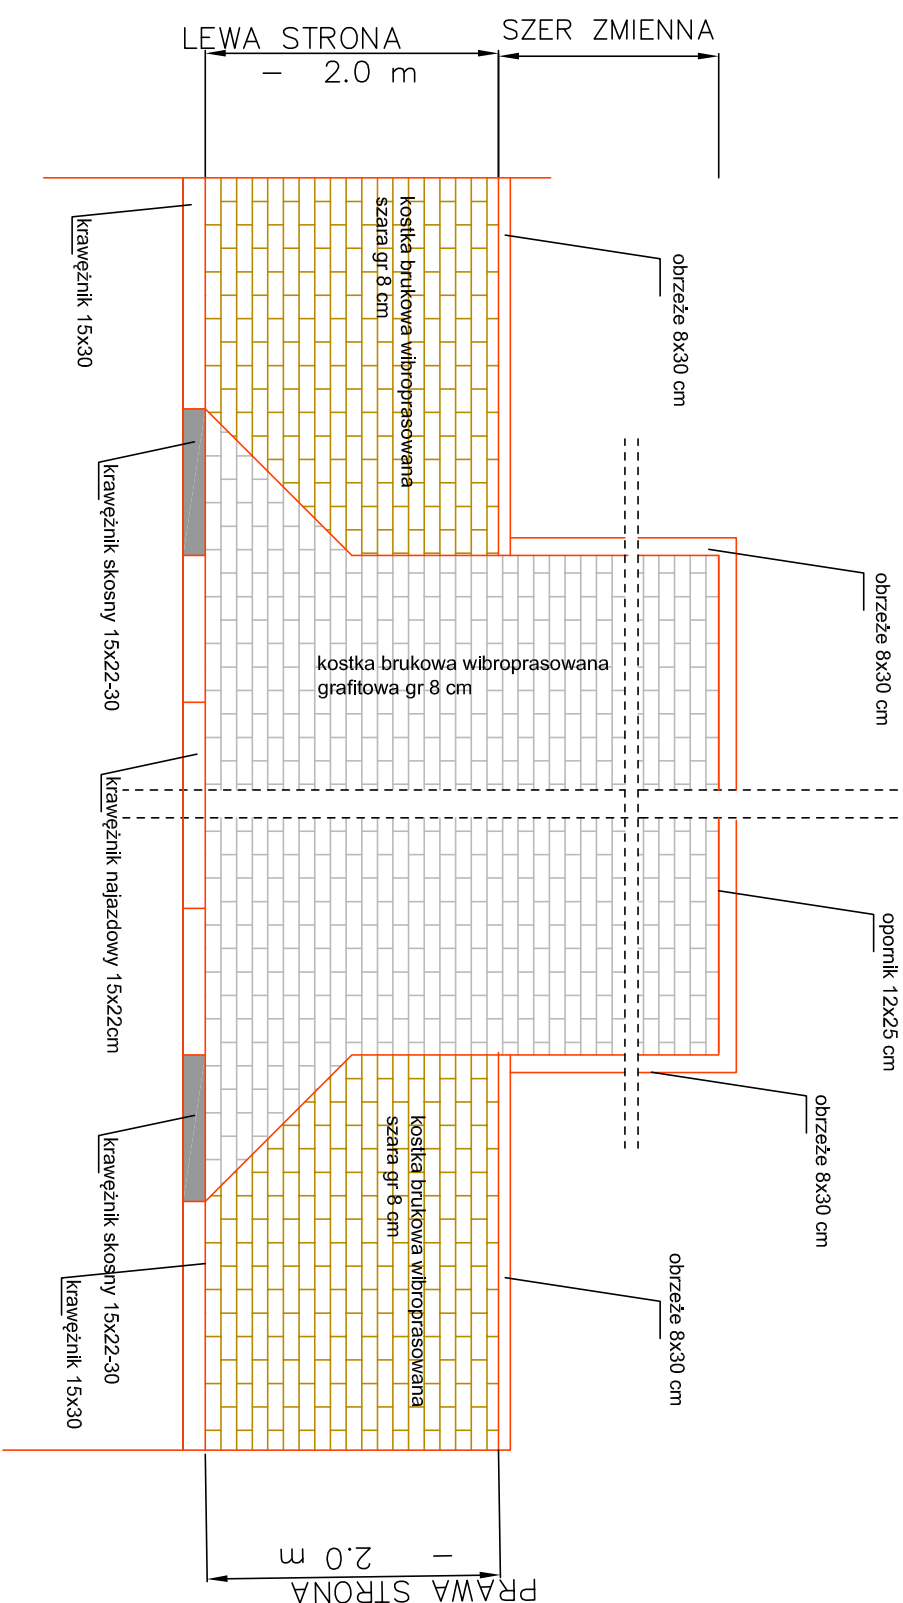 LEWA STRONA
SZER ZMIENNA
– 2.0 m
krawężnik 15x30
kostka brukowa wibroprasowana
szara gr 8 cm
obrzeże 8x30 cm
krawężnik skosny 15x22-30
obrzeże 8x30 cm
kostka brukowa wibroprasowana
grafitowa gr 8 cm
krawężnik najazdowy 15x22cm
opornik 12x25 cm
obrzeże 8x30 cm
kostka brukowa wibroprasowana
szara gr 8 cm
krawężnik skosny 15x22-30
obrzeże 8x30 cm
krawężnik 15x30
– 2.0 m
PRAWA STRONA